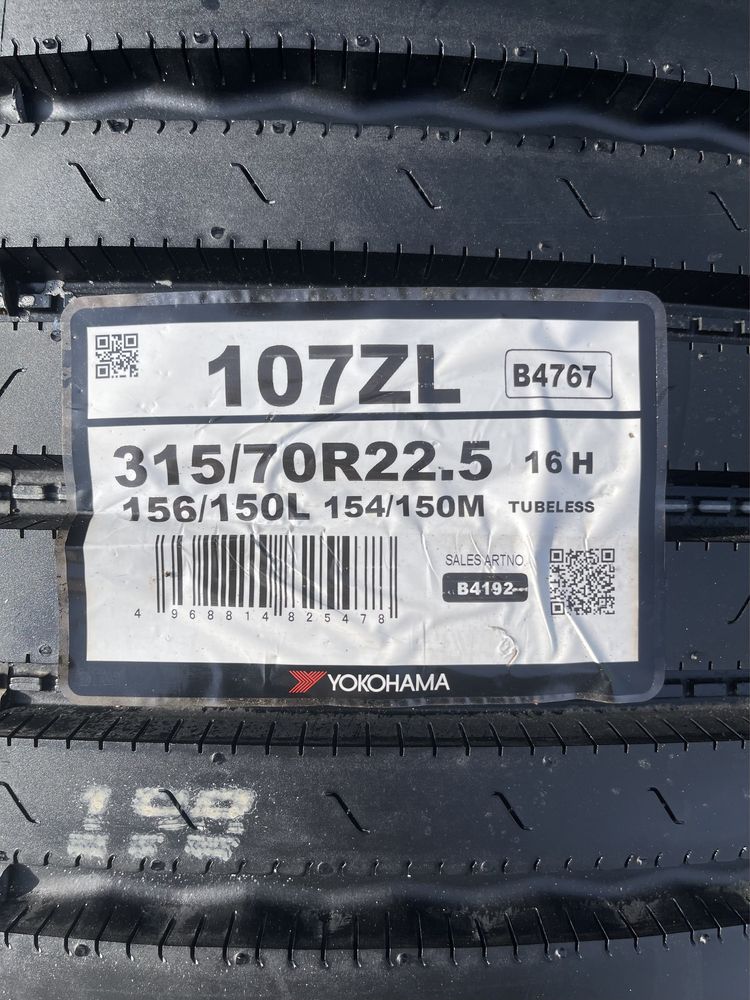 107ZL
B4767
315/70R22.5 16 H
156/150L 154/150M TUBELESS
SALES ARTNO.
B4192
4 968814 825478
YOKOHAMA